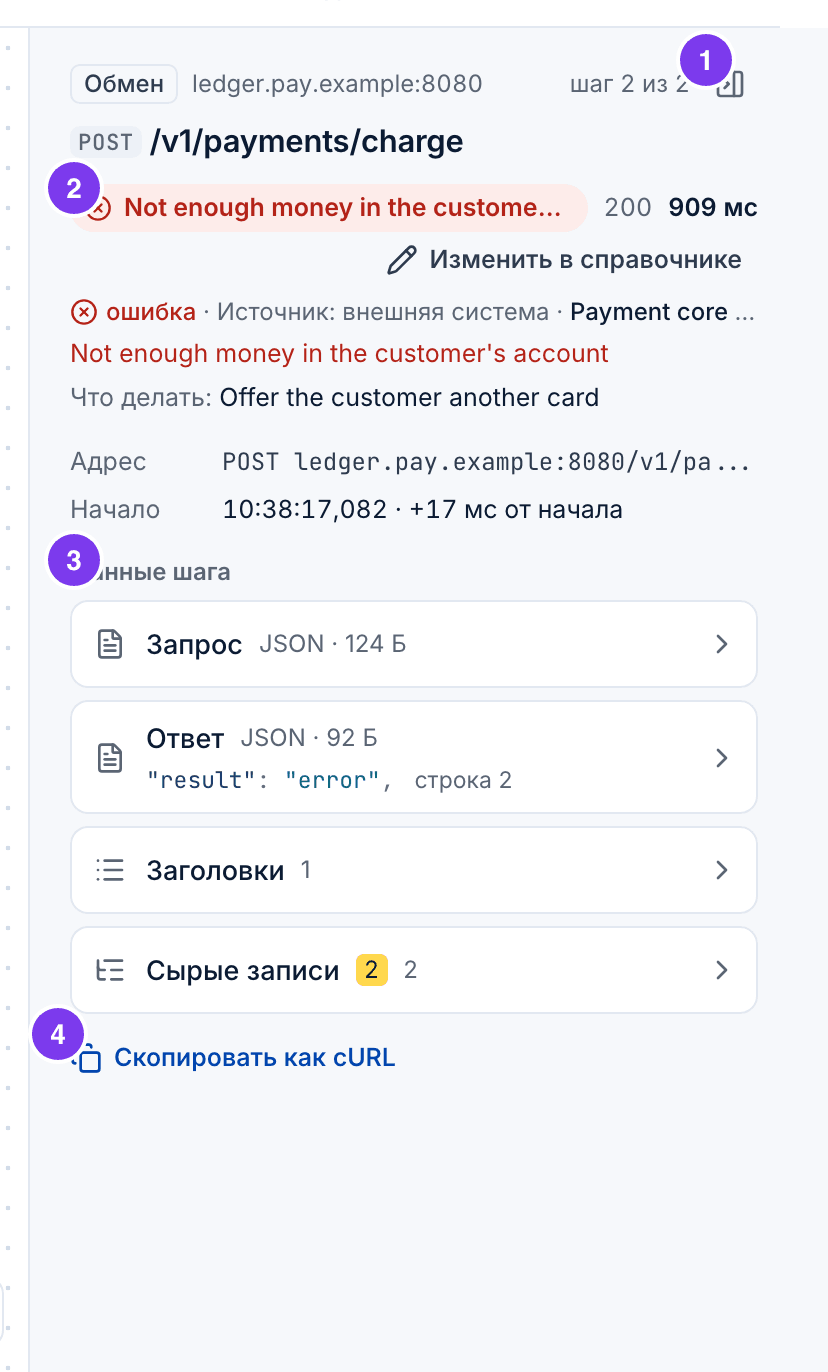 1
Обмен ledger.pay.example:8080 шаг 2 из 2
POST /v1/payments/charge
2
Not enough money in the custome... 200 909 мс
Изменить в справочнике
ошибка · Источник: внешняя система · Payment core ...
Not enough money in the customer's account
Что делать: Offer the customer another card
Адрес POST ledger.pay.example:8080/v1/pa...
Начало 10:38:17,082 · +17 мс от начала
3
нные шага
Запрос JSON · 124 Б
Ответ JSON · 92 Б
"result": "error", строка 2
Заголовки 1
Сырые записи 2 2
4
Скопировать как cURL